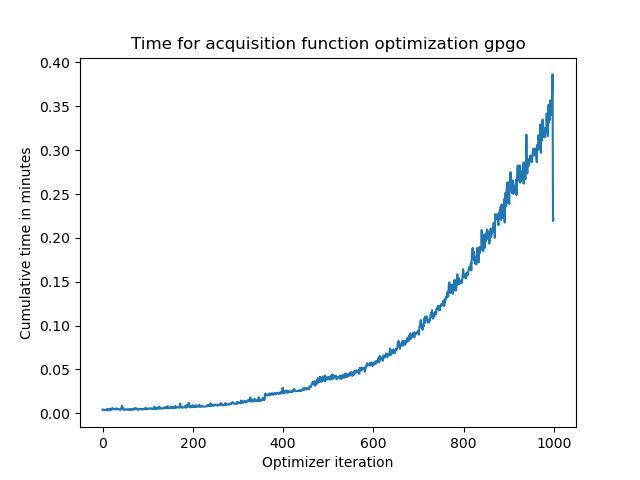 Time for acquisition function optimization gpgo
0.40
0.35
0.30
0.25
0.20
0.15
0.10
0.05
0.00
Cumulative time in minutes
0 200 400 600 800 1000
Optimizer iteration